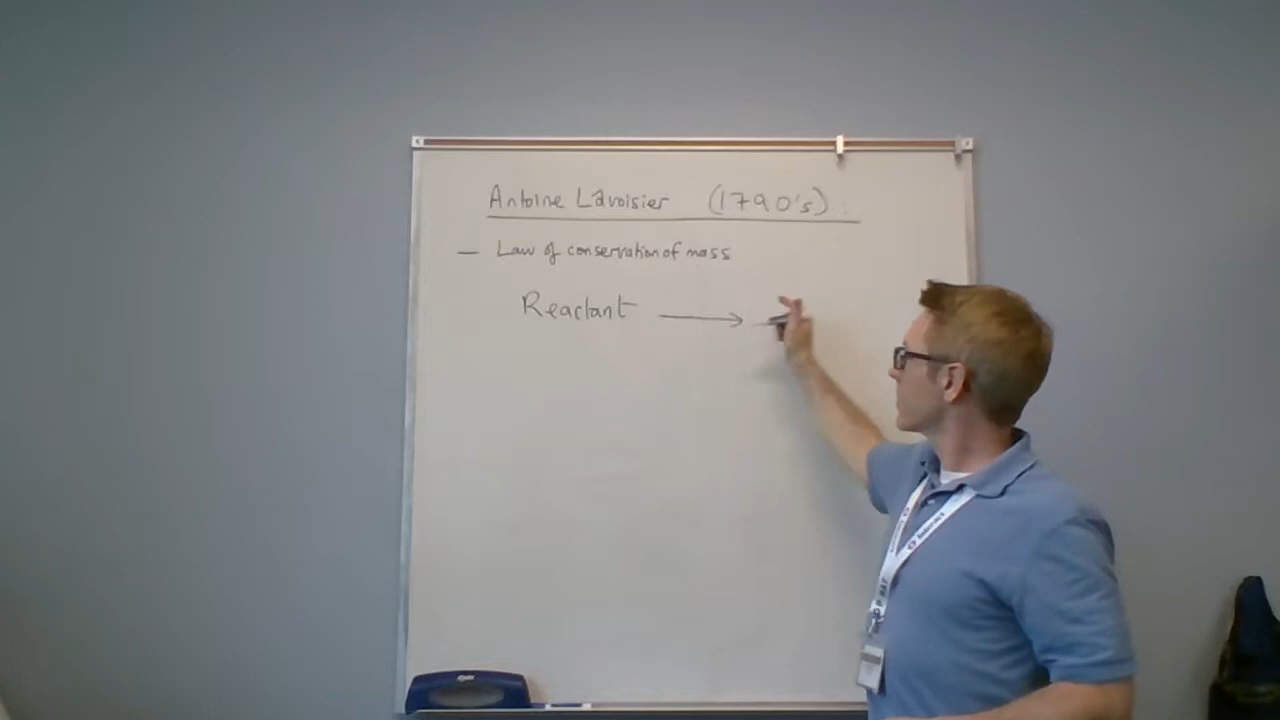 Antoine Lavoisier (1790's) :
— Law of conservation of mass
Reactant →